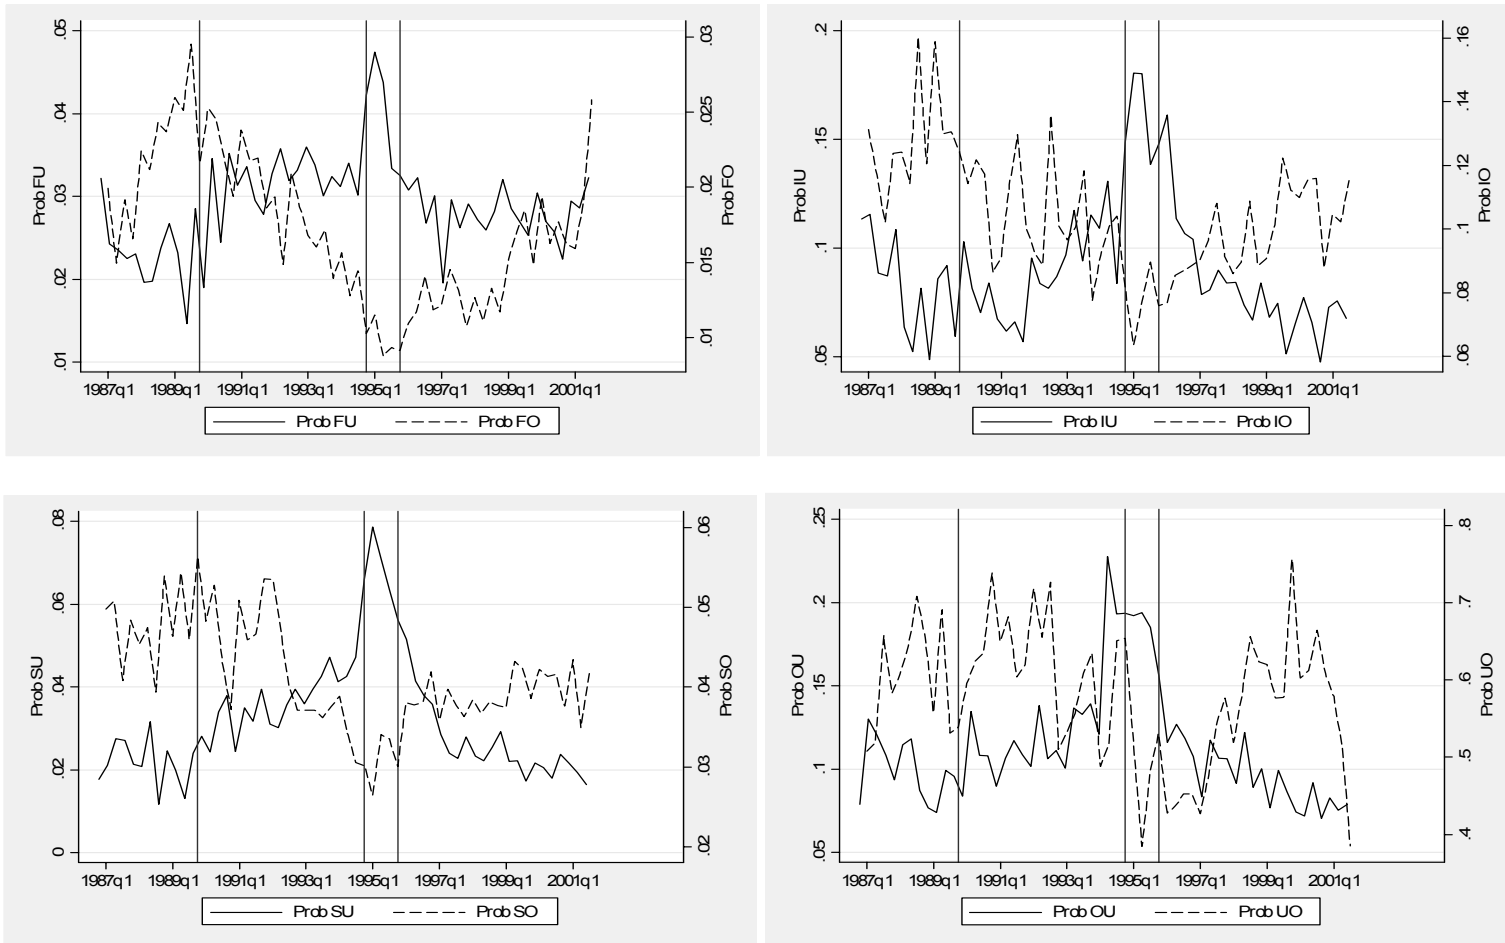 .05
.04
.03
.02
.01
Prob FU
.03
.025
.02
.015
.01
Prob FO
1987q1 1989q1 1991q1 1993q1 1995q1 1997q1 1999q1 2001q1
Prob FU Prob FO
.2
.15
.1
.05
Prob IU
.16
.14
.12
.1
.08
.06
Prob IO
1987q1 1989q1 1991q1 1993q1 1995q1 1997q1 1999q1 2001q1
Prob IU Prob IO
.08
.06
.04
.02
0
Prob SU
.06
.05
.04
.03
.02
Prob SO
1987q1 1989q1 1991q1 1993q1 1995q1 1997q1 1999q1 2001q1
Prob SU Prob SO
.25
.2
.15
.1
.05
Prob OU
.8
.7
.6
.5
.4
Prob UO
1987q1 1989q1 1991q1 1993q1 1995q1 1997q1 1999q1 2001q1
Prob OU Prob UO